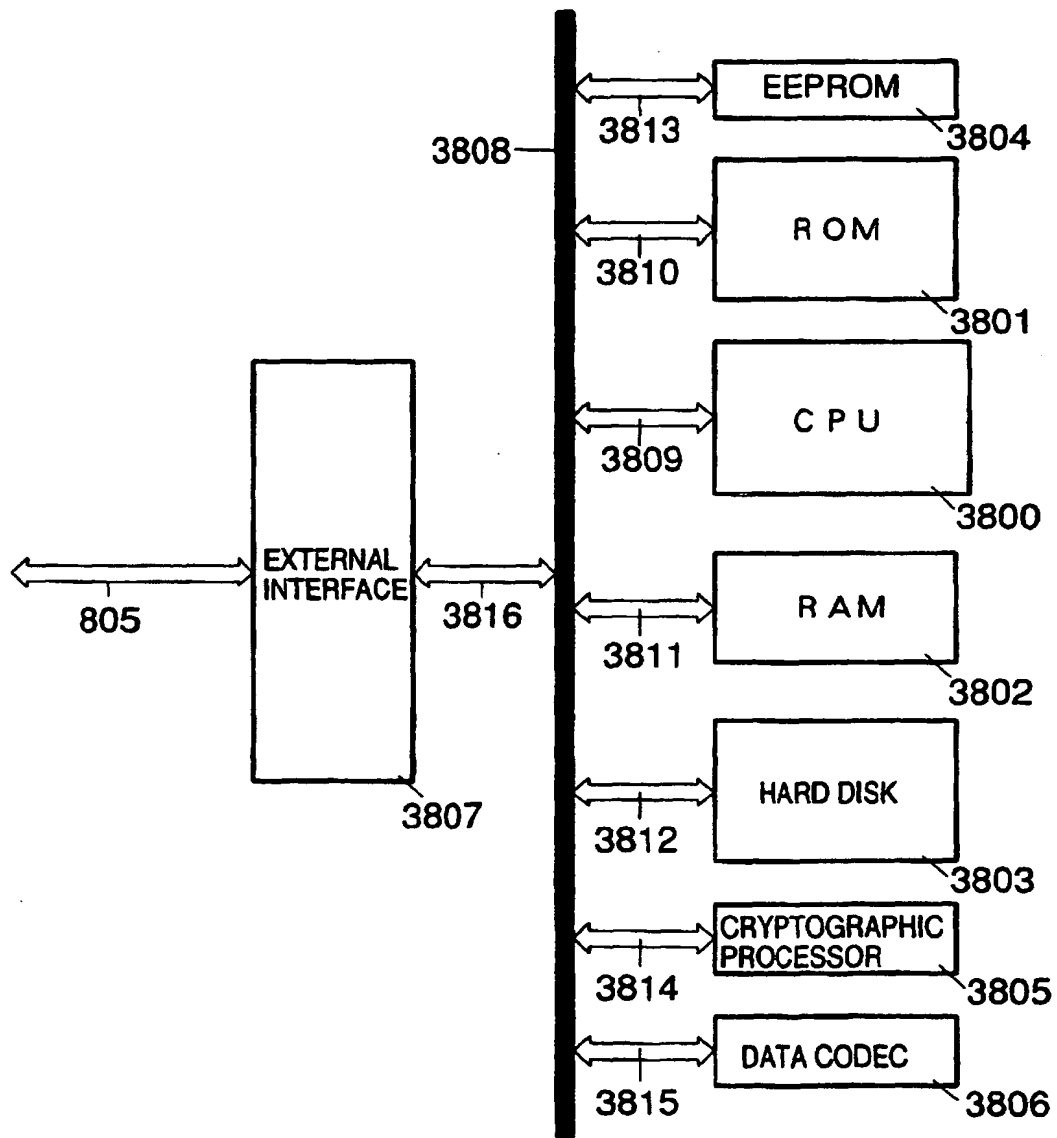 EEPROM
3813
3804
3808
ROM
3810
3801
CPU
3809
3800
EXTERNAL
INTERFACE
805
3816
3807
RAM
3811
3802
HARD DISK
3812
3803
CRYPTOGRAPHIC
PROCESSOR
3814
3805
DATA CODEC
3815
3806